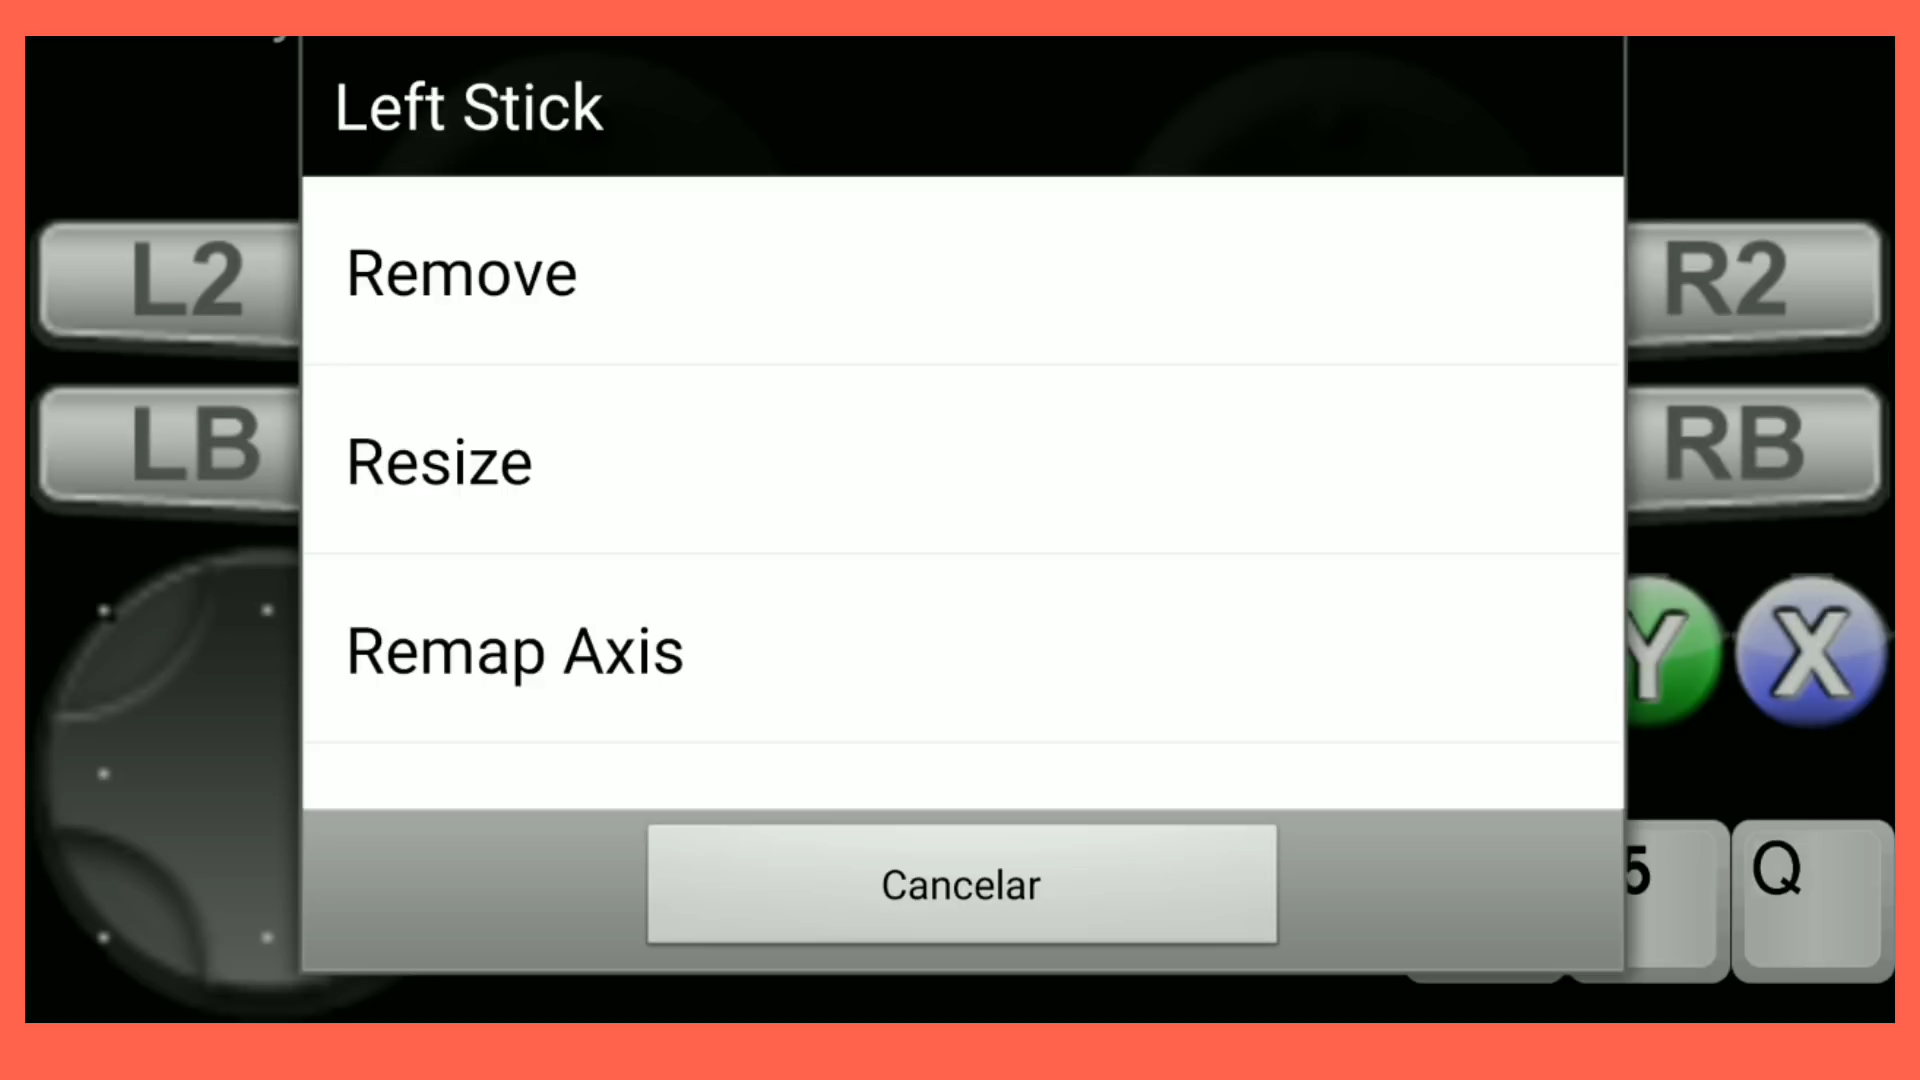 Left Stick
Remove
L2
R2
Resize
LB
RB
Remap Axis
Y
X
5
Q
Cancelar